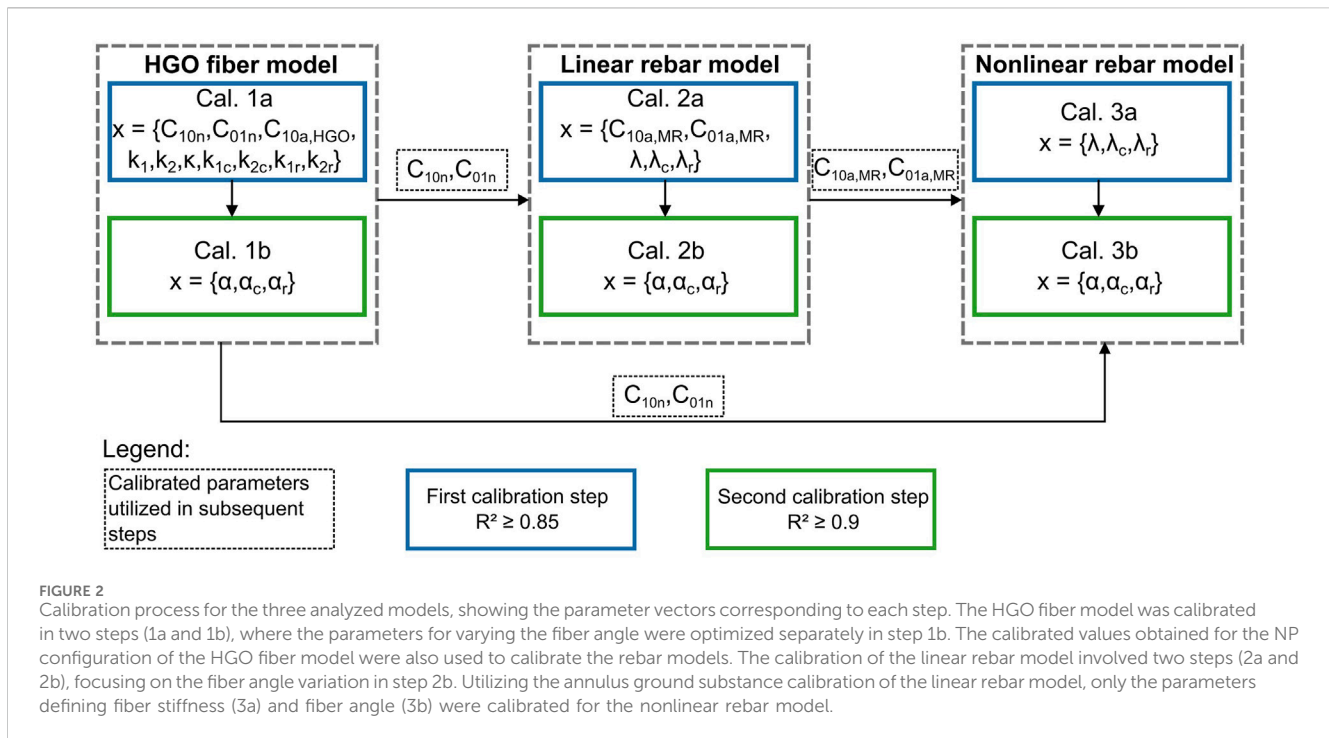 HGO fiber model
Cal. 1a
x = {C₁₀ₙ,C₀₁ₙ,C₁₀ₐ,HGO,
k₁,k₂,κ,k₁c,k₂c,k₁ᵣ,k₂ᵣ}
Cal. 1b
x = {α,αc,αᵣ}
C₁₀ₙ,C₀₁ₙ
Linear rebar model
Cal. 2a
x = {C₁₀ₐ,MR,C₀₁ₐ,MR,
λ,λc,λᵣ}
Cal. 2b
x = {α,αc,αᵣ}
C₁₀ₐ,MR,C₀₁ₐ,MR
Nonlinear rebar model
Cal. 3a
x = {λ,λc,λᵣ}
Cal. 3b
x = {α,αc,αᵣ}
C₁₀ₙ,C₀₁ₙ
Legend:
Calibrated parameters
utilized in subsequent
steps
First calibration step
R² ≥ 0.85
Second calibration step
R² ≥ 0.9
FIGURE 2
Calibration process for the three analyzed models, showing the parameter vectors corresponding to each step. The HGO fiber model was calibrated
in two steps (1a and 1b), where the parameters for varying the fiber angle were optimized separately in step 1b. The calibrated values obtained for the NP
configuration of the HGO fiber model were also used to calibrate the rebar models. The calibration of the linear rebar model involved two steps (2a and
2b), focusing on the fiber angle variation in step 2b. Utilizing the annulus ground substance calibration of the linear rebar model, only the parameters
defining fiber stiffness (3a) and fiber angle (3b) were calibrated for the nonlinear rebar model.